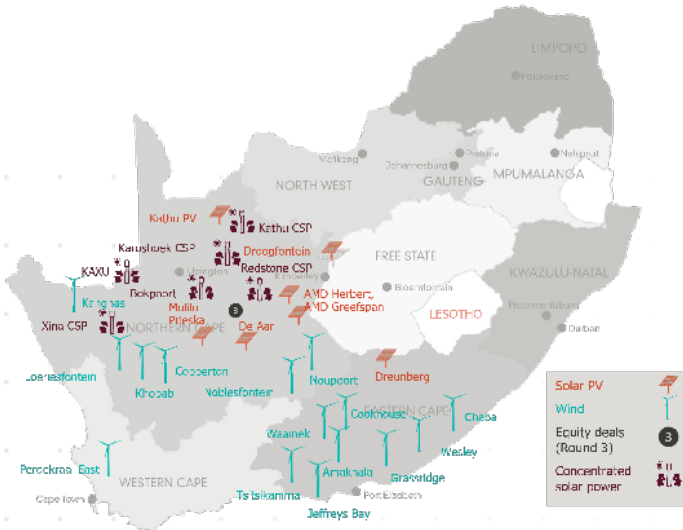 LIMPOPO
Polokwane
Mafikeng
Pretoria
Nelspruit
Johannesburg
MPUMALANGA
GAUTENG
NORTH WEST
Kathu PV
Kathu CSP
Karushoek CSP
Droogfontein
FREE STATE
KWAZULU-NATAL
KAXU
Upington
Redstone CSP
Kimberley
Kangnas
Bokpoort
AMD Herbert,
AMD Greefspan
Bloemfontein
Mulilo
Prieska
3
LESOTHO
Pietermaritzburg
Xina CSP
NORTHERN CAPE
De Aar
Durban
Loeriesfontein
Copperton
Noupoort
Dreunberg
Khobab
Noblesfontein
Solar PV
EASTERN CAPE
Cookhouse
Chaba
Wind
Waainek
Wesley
Equity deals
(Round 3)
3
Perdekraal East
Amakhala
Grassridge
WESTERN CAPE
Concentrated
solar power
Tsitsikamma
Cape Town
Port Elizabeth
Jeffreys Bay